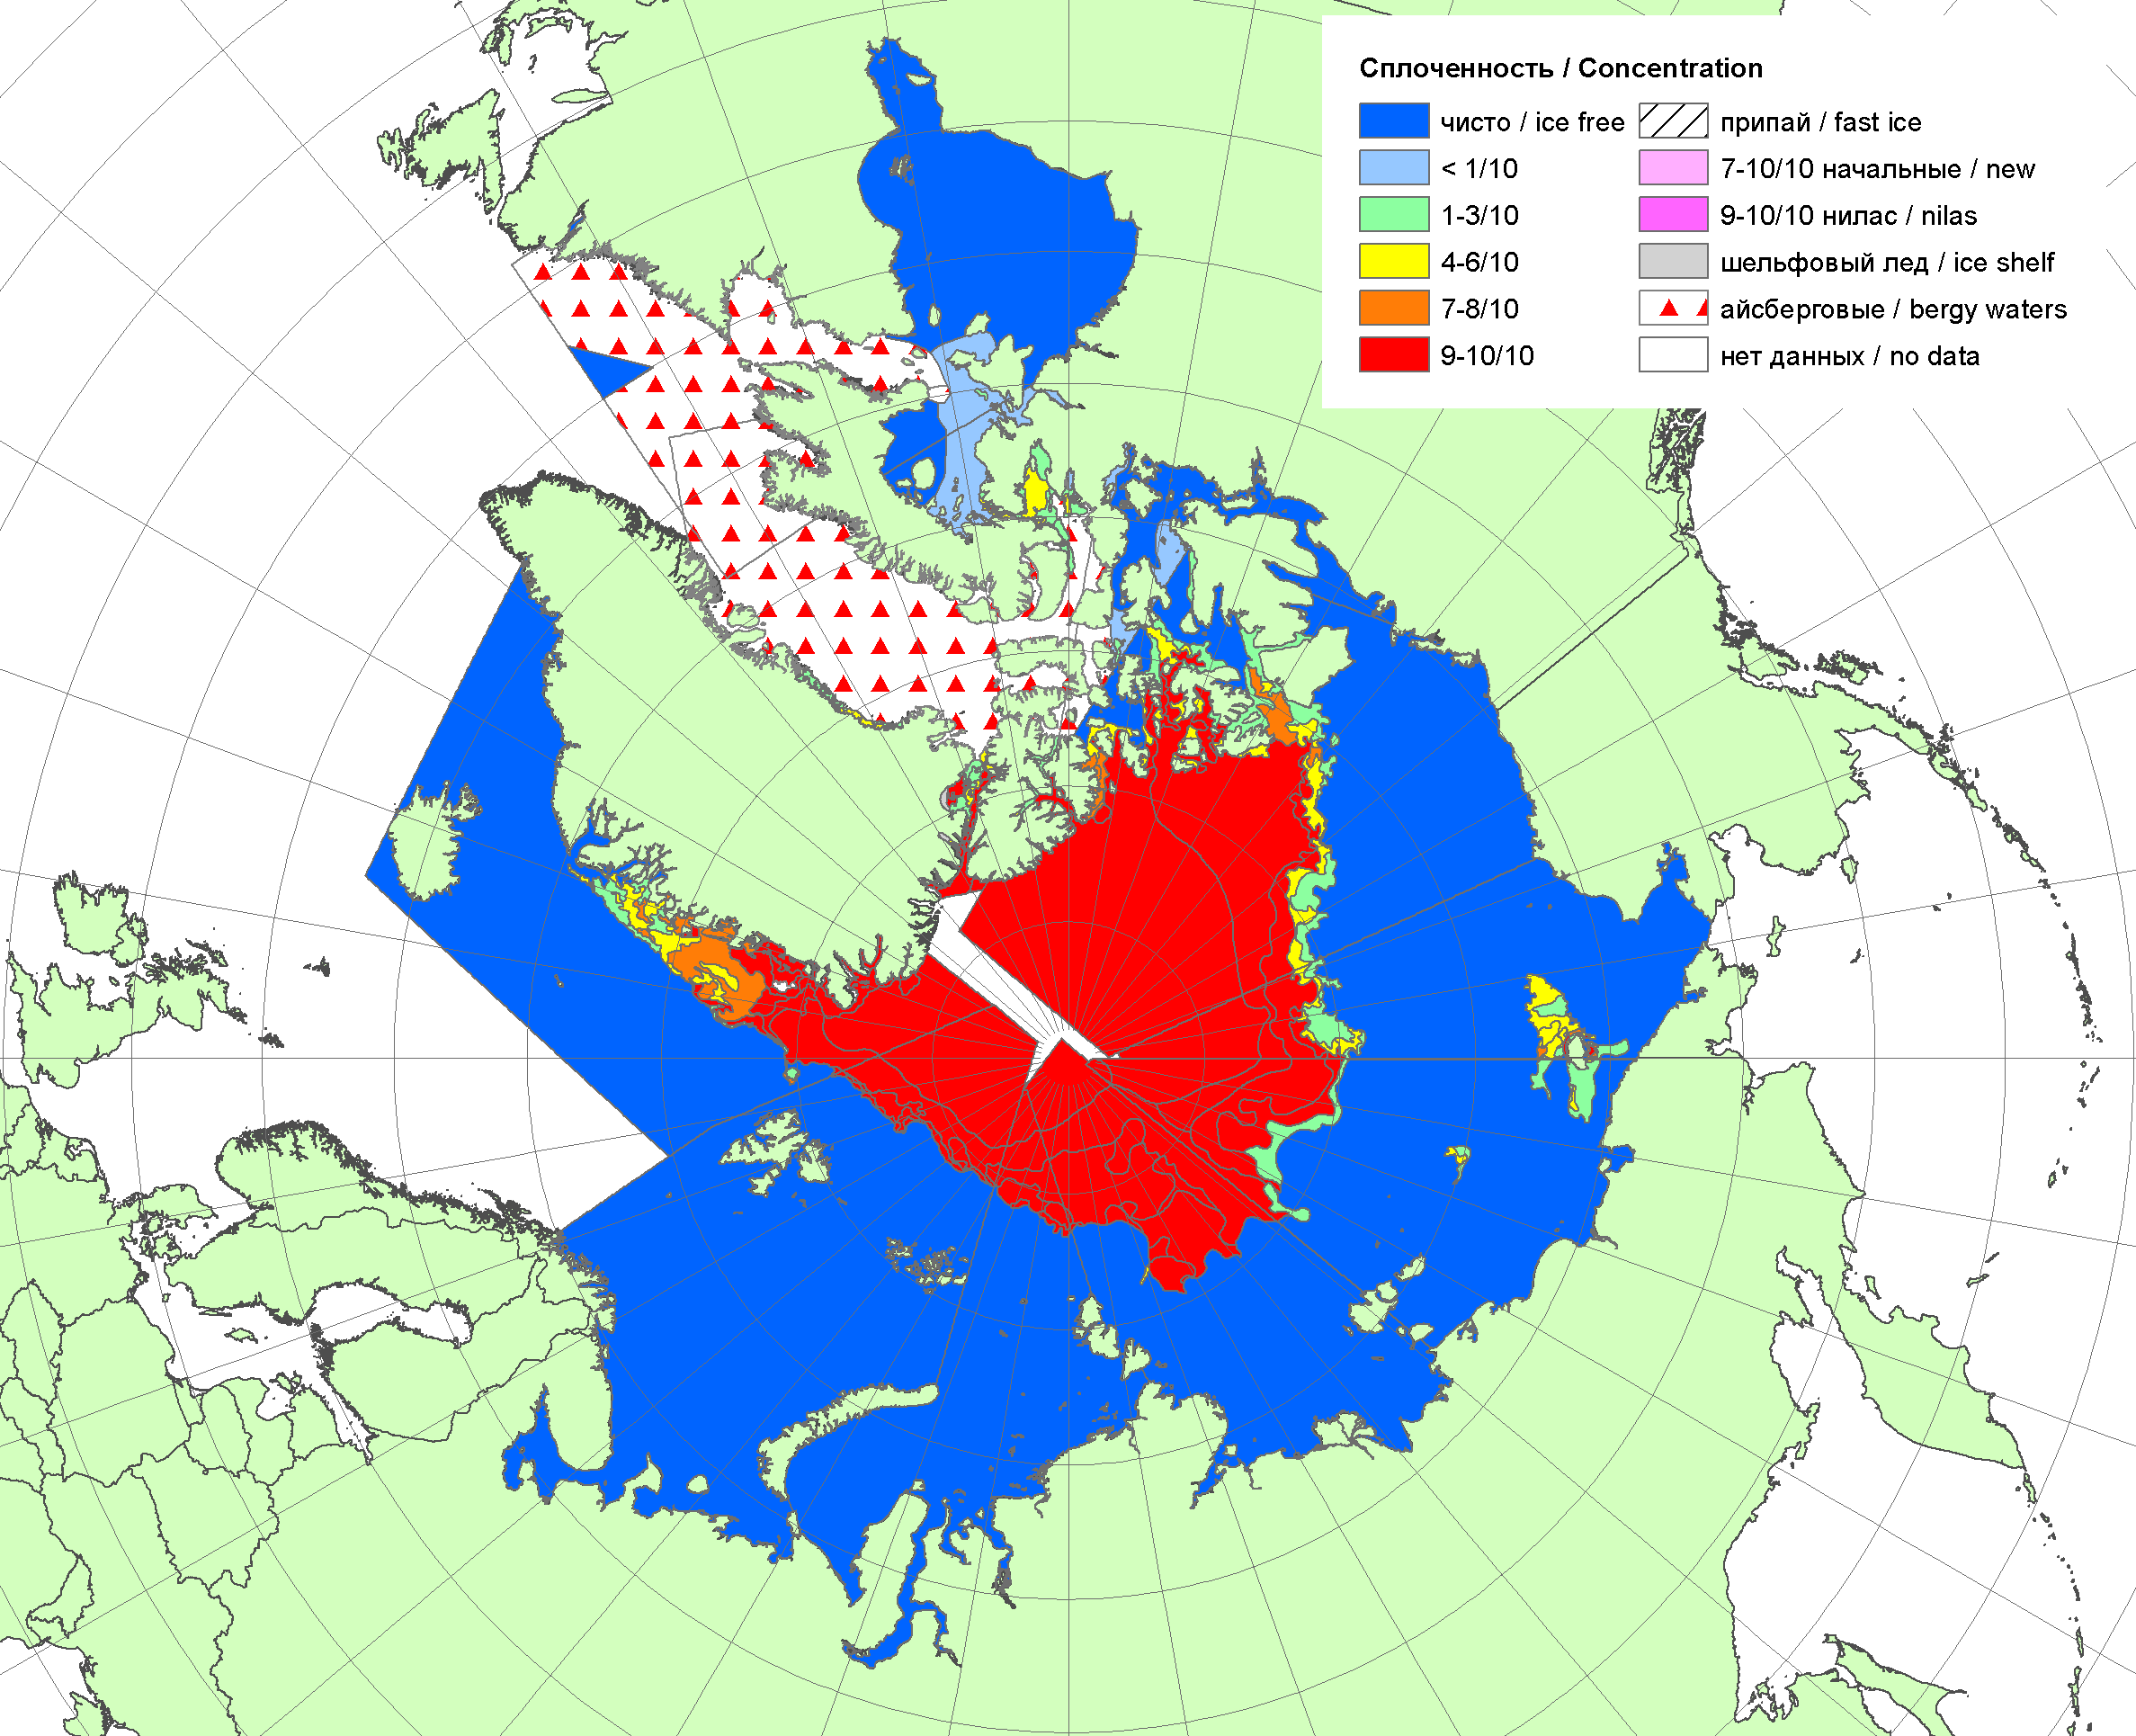 Сплоченность / Concentration
чисто / ice free
< 1/10
1-3/10
4-6/10
7-8/10
9-10/10
припай / fast ice
7-10/10 начальные / new
9-10/10 нилас / nilas
шельфовый лед / ice shelf
айсберговые / bergy waters
нет данных / no data